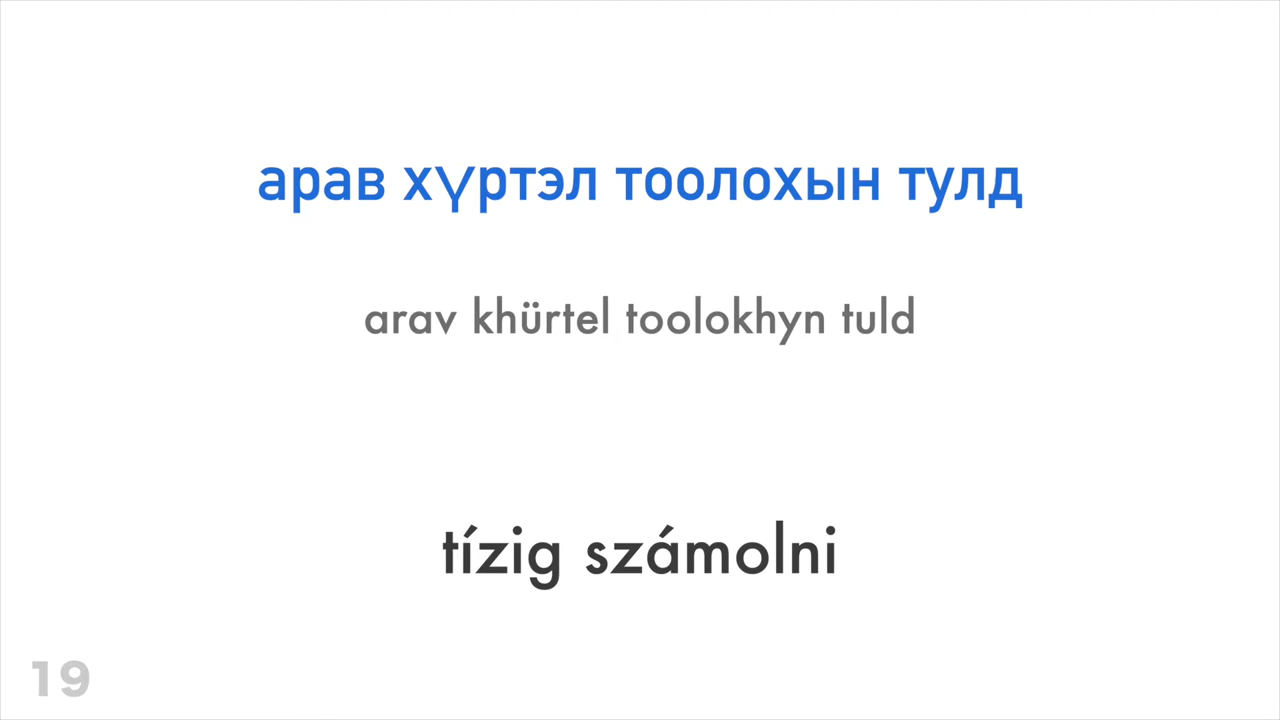 арав хүртэл тоолохын тулд
arav khürtel toolokhyn tuld
tízig számolni
19